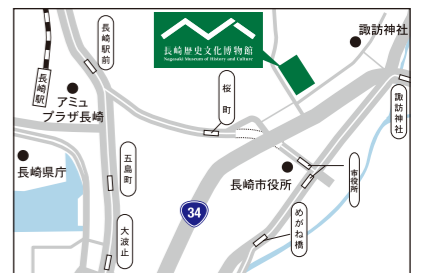 長崎歴史文化博物館
Nagasaki Museum of History and Culture
諏訪神社
長崎駅前
長崎駅
アミュ
プラザ長崎
桜町
諏訪神社
長崎県庁
五島町
長崎市役所
市役所
34
めがね橋
大波止